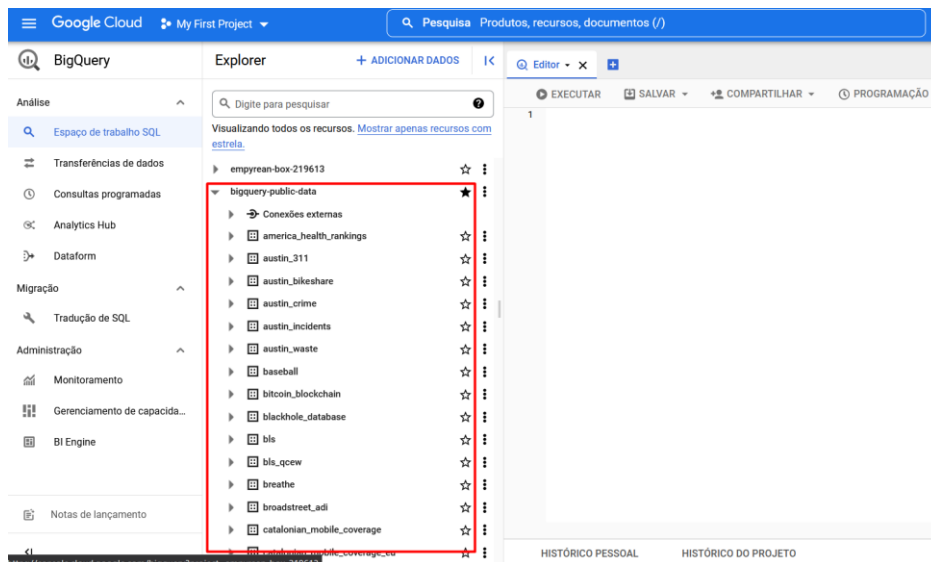 Google Cloud My First Project Pesquisa Produtos, recursos, documentos (/)
BigQuery
Análise
Espaço de trabalho SQL
Transferências de dados
Consultas programadas
Analytics Hub
Dataform
Migração
Tradução de SQL
Administração
Monitoramento
Gerenciamento de capacida...
BI Engine
Notas de lançamento
Explorer + ADICIONAR DADOS
Digite para pesquisar
Visualizando todos os recursos. Mostrar apenas recursos com
estrela.
empyrean-box-219613
bigquery-public-data
Conexões externas
america_health_rankings
austin_311
austin_bikeshare
austin_crime
austin_incidents
austin_waste
baseball
bitcoin_blockchain
blackhole_database
bls
bls_qcew
breathe
broadstreet_adi
catalonian_mobile_coverage
catalonian_mobile_coverage_eu
Editor
EXECUTAR SALVAR COMPARTILHAR PROGRAMAÇÃO
1
HISTÓRICO PESSOAL HISTÓRICO DO PROJETO